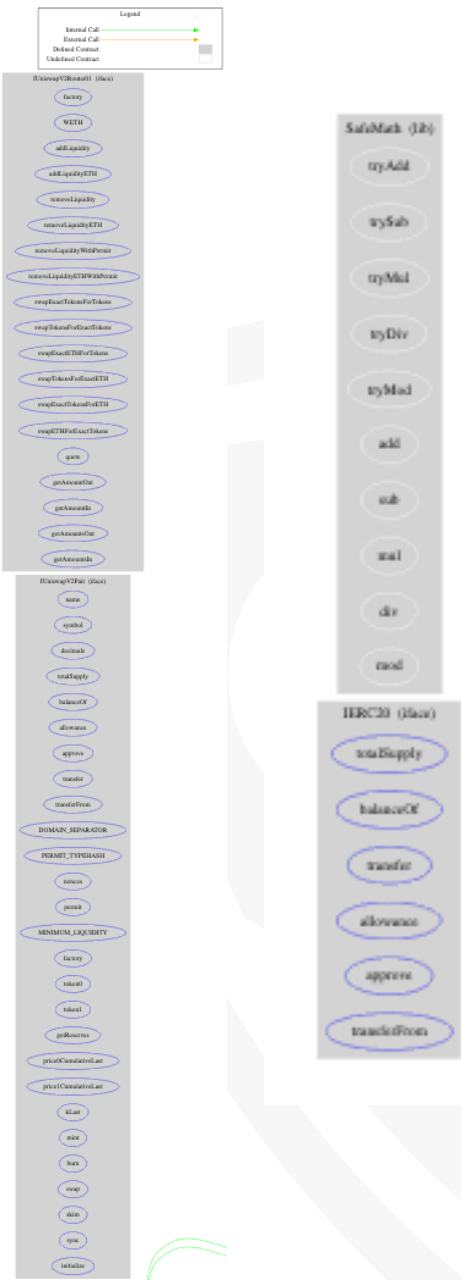 Legend
Internal Call
External Call
Defined Contract
Undefined Contract
IUniswapV2Router01 (iface)
factory
WETH
addLiquidity
addLiquidityETH
removeLiquidity
removeLiquidityETH
removeLiquidityWithPermit
removeLiquidityETHWithPermit
swapExactTokensForTokens
swapTokensForExactTokens
swapExactETHForTokens
swapTokensForExactETH
swapExactTokensForETH
swapETHForExactTokens
quote
getAmountOut
getAmountIn
getAmountsOut
getAmountsIn
IUniswapV2Pair (iface)
name
symbol
decimals
totalSupply
balanceOf
allowance
approve
transfer
transferFrom
DOMAIN_SEPARATOR
PERMIT_TYPEHASH
nonces
permit
MINIMUM_LIQUIDITY
factory
token0
token1
getReserves
price0CumulativeLast
price1CumulativeLast
kLast
mint
burn
swap
skim
sync
initialize
SafeMath (lib)
tryAdd
trySub
tryMul
tryDiv
tryMod
add
sub
mul
div
mod
IERC20 (iface)
totalSupply
balanceOf
transfer
allowance
approve
transferFrom